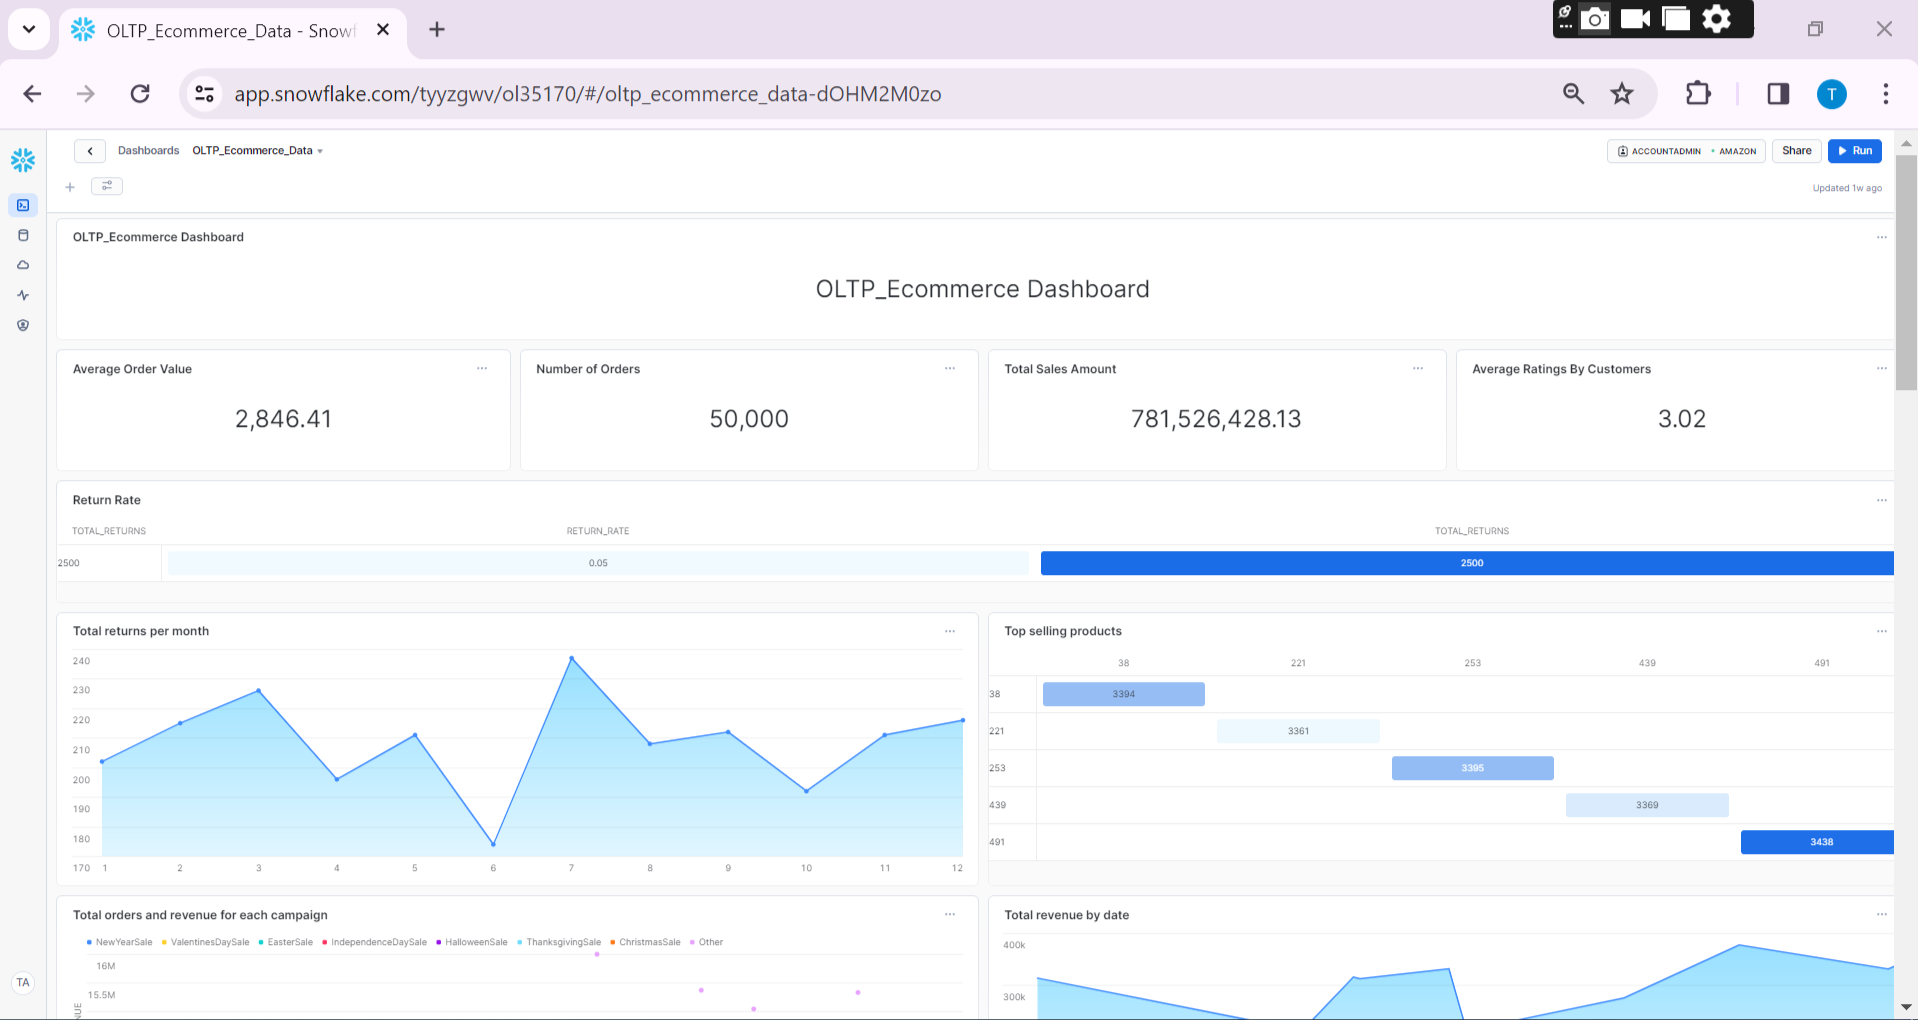 OLTP_Ecommerce_Data - Snowf
app.snowflake.com/tyyzgwv/ol35170/#/oltp_ecommerce_data-dOHM2M0zo
T
Dashboards OLTP_Ecommerce_Data
ACCOUNTADMIN • AMAZON
Share
Run
Updated 1w ago
OLTP_Ecommerce Dashboard
OLTP_Ecommerce Dashboard
Average Order Value
2,846.41
Number of Orders
50,000
Total Sales Amount
781,526,428.13
Average Ratings By Customers
3.02
Return Rate
TOTAL_RETURNS RETURN_RATE TOTAL_RETURNS
2500 0.05 2500
Total returns per month
240
230
220
210
200
190
180
170 1 2 3 4 5 6 7 8 9 10 11 12
Top selling products
38 221 253 439 491
38 3394
221 3361
253 3395
439 3369
491 3438
Total orders and revenue for each campaign
NewYearSale ValentinesDaySale EasterSale IndependenceDaySale HalloweenSale ThanksgivingSale ChristmasSale Other
16M
15.5M
NUE
Total revenue by date
400k
300k
TA